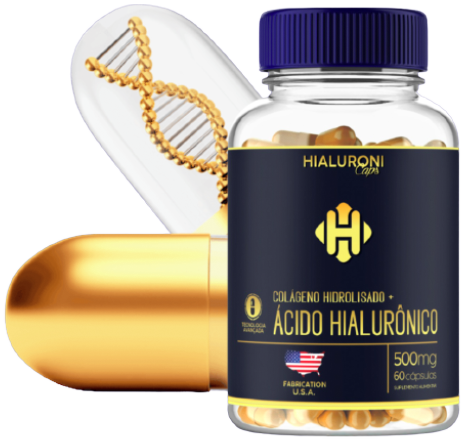 HIALURONI
Caps
H
COLÁGENO HIDROLISADO +
ÁCIDO HIALURÔNICO
TECNOLOGIA
AVANÇADA
500mg
60 cápsulas
SUPLEMENTO ALIMENTAR
FABRICATION
U.S.A.